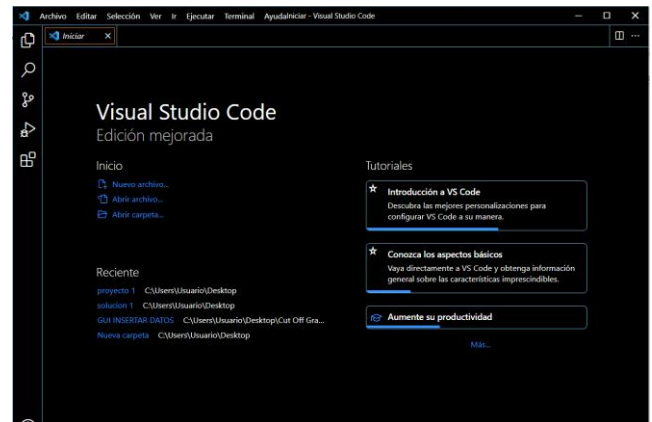 Archivo Editar Selección Ver Ir Ejecutar Terminal Ayuda Iniciar - Visual Studio Code
Iniciar
Visual Studio Code
Edición mejorada
Inicio
Nuevo archivo...
Abrir archivo...
Abrir carpeta...
Reciente
proyecto 1 C:\Users\Usuario\Desktop
solucion 1 C:\Users\Usuario\Desktop
GUI INSERTAR DATOS C:\Users\Usuario\Desktop\Cut Off Gra...
Nueva carpeta C:\Users\Usuario\Desktop
Tutoriales
Introducción a VS Code
Descubra las mejores personalizaciones para
configurar VS Code a su manera.
Conozca los aspectos básicos
Vaya directamente a VS Code y obtenga información
general sobre las características imprescindibles.
Aumente su productividad
Más...